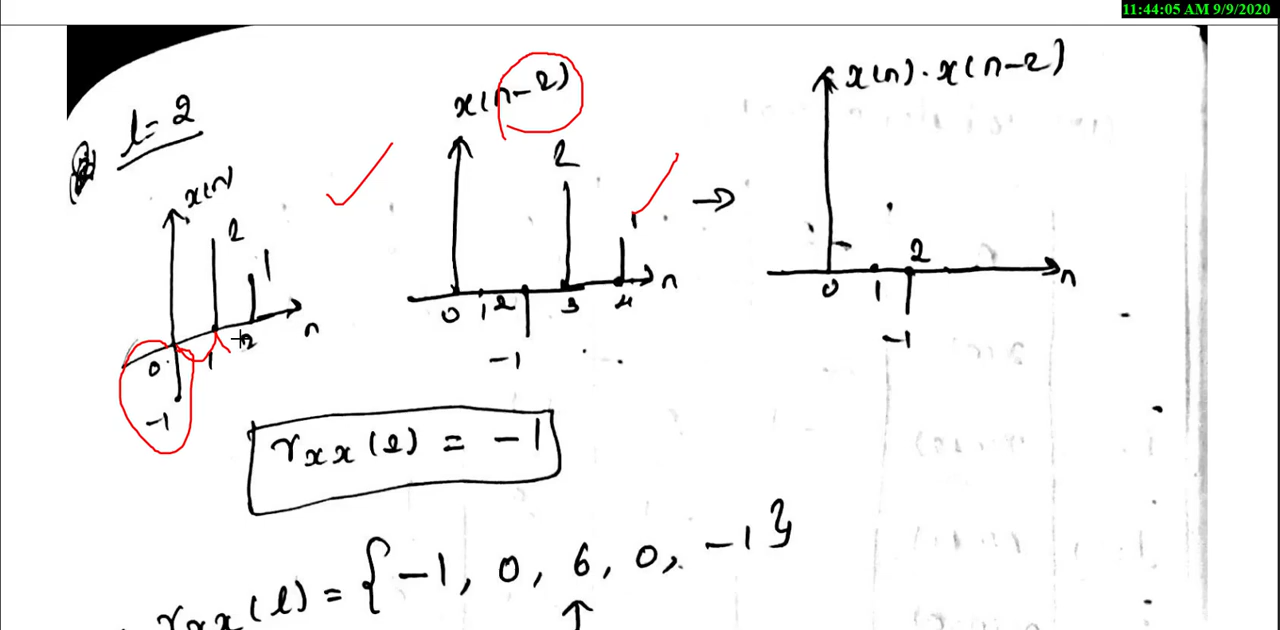 11:44:05 AM 9/9/2020
l=2
x(n)
2
1
0
1
2
n
-1
x(n-2)
2
1
0
1
2
3
4
n
-1
→
x(n).x(n-2)
0
1
2
n
-1
rxx(2) = -1
rxx(l) = {-1, 0, 6, 0, -1}
↑